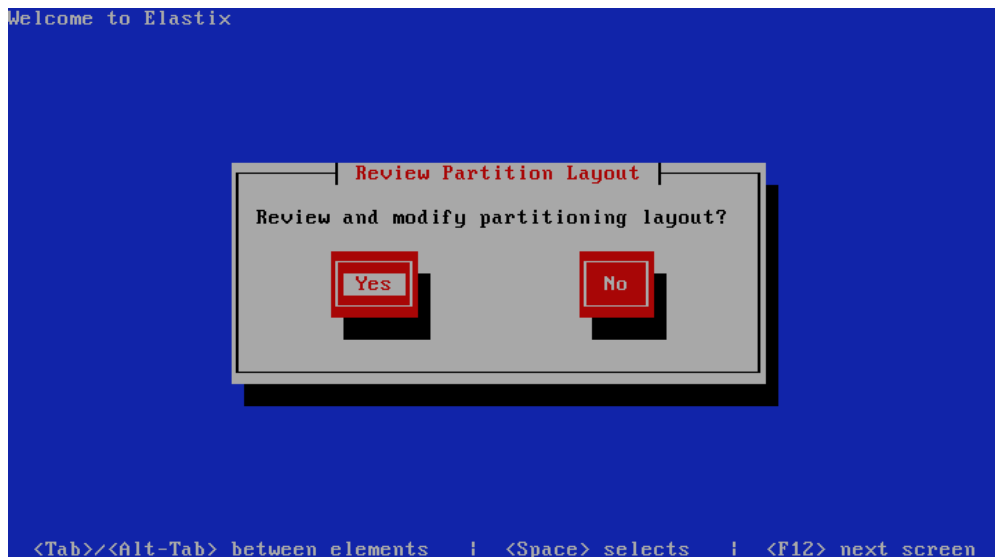 Welcome to Elastix
Review Partition Layout
Review and modify partitioning layout?
Yes No
<Tab>/<Alt-Tab> between elements | <Space> selects | <F12> next screen